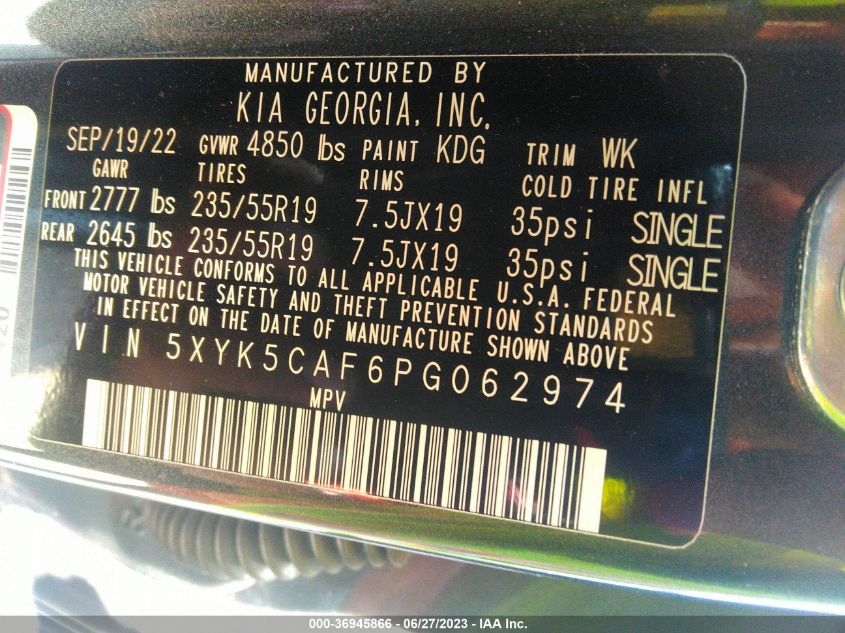 MANUFACTURED BY
KIA GEORGIA, INC.
SEP/19/22 GVWR 4850 lbs PAINT KDG TRIM WK
GAWR TIRES RIMS COLD TIRE INFL
FRONT 2777 lbs 235/55R19 7.5JX19 35psi SINGLE
REAR 2645 lbs 235/55R19 7.5JX19 35psi SINGLE
THIS VEHICLE CONFORMS TO ALL APPLICABLE U.S.A. FEDERAL
MOTOR VEHICLE SAFETY AND THEFT PREVENTION STANDARDS
IN EFFECT ON THE DATE OF MANUFACTURE SHOWN ABOVE
VIN 5XYK5CAF6PG062974
MPV
000-36945866 - 06/27/2023 - IAA Inc.